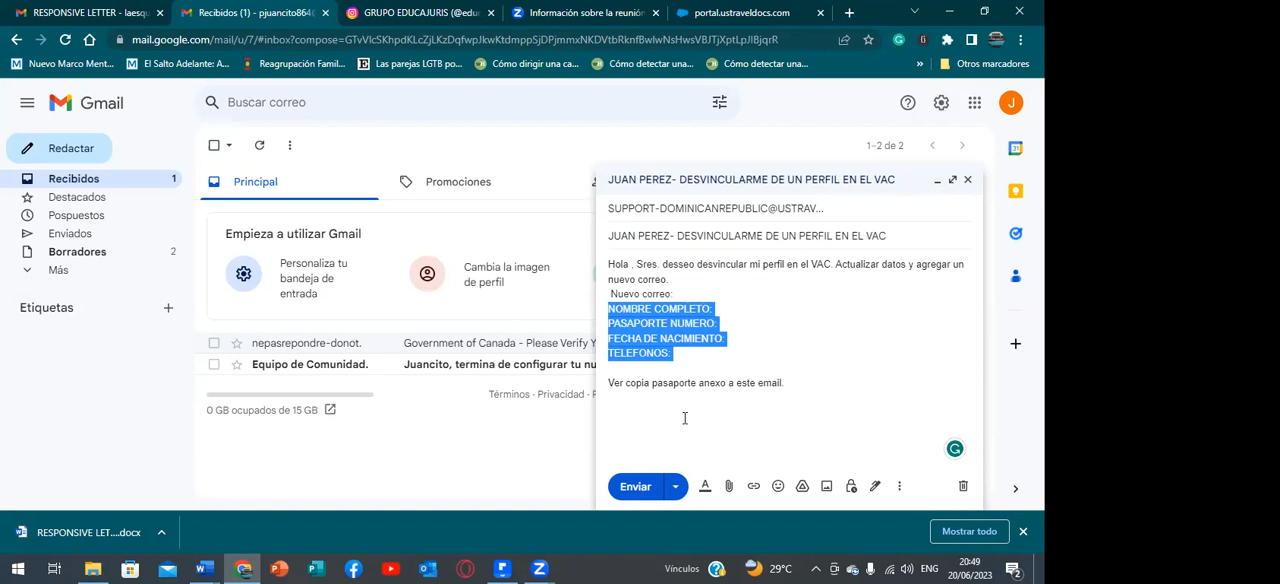 RESPONSIVE LETTER - laesqu
Recibidos (1) - pjuancito864@
GRUPO EDUCAJURIS (@edu
Información sobre la reunión
portal.ustraveldocs.com
mail.google.com/mail/u/7/#inbox?compose=GTvVlcSKhpdKLcZjLKzDqfwpJkwKtdmppSjDPjmmxNKDVtbRknfBwlwNsHwsVBJTjXptLpJlBjqrR
Nuevo Marco Ment...
El Salto Adelante: A...
Reagrupación Famil...
Las parejas LGTB po...
Cómo dirigir una ca...
Cómo detectar una...
Cómo detectar una...
»
Otros marcadores
Gmail
Buscar correo
Redactar
1–2 de 2
Recibidos 1
Destacados
Pospuestos
Enviados
Borradores 2
Más
Etiquetas
Principal
Promociones
Empieza a utilizar Gmail
Personaliza tu
bandeja de
entrada
Cambia la imagen
de perfil
nepasrepondre-donot. Government of Canada - Please Verify Y
Equipo de Comunidad. Juancito, termina de configurar tu nu
0 GB ocupados de 15 GB
Términos · Privacidad · P
JUAN PEREZ- DESVINCULARME DE UN PERFIL EN EL VAC
SUPPORT-DOMINICANREPUBLIC@USTRAV...
JUAN PEREZ- DESVINCULARME DE UN PERFIL EN EL VAC
Hola , Sres. desseo desvincular mi perfil en el VAC. Actualizar datos y agregar un
nuevo correo.
Nuevo correo:
NOMBRE COMPLETO:
PASAPORTE NUMERO:
FECHA DE NACIMIENTO:
TELEFONOS:
Ver copia pasaporte anexo a este email.
Enviar
RESPONSIVE LET....docx
Mostrar todo
Vínculos
29°C
ENG
20:49
20/06/2023